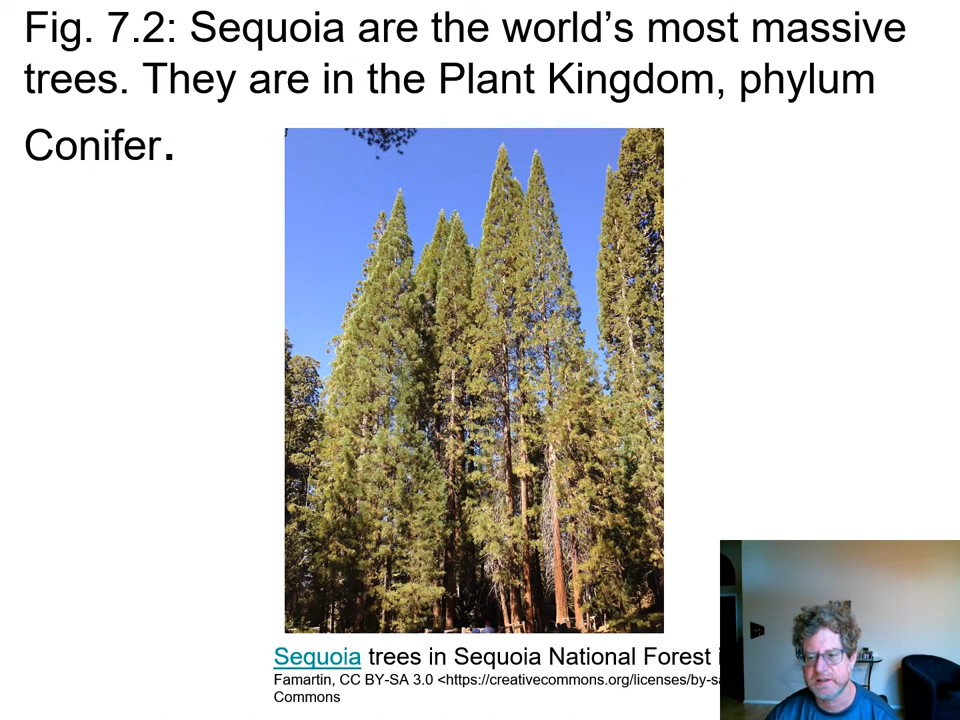 Fig. 7.2: Sequoia are the world’s most massive
trees. They are in the Plant Kingdom, phylum
Conifer.
Sequoia trees in Sequoia National Forest
Famartin, CC BY-SA 3.0 <https://creativecommons.org/licenses/by-sa
Commons